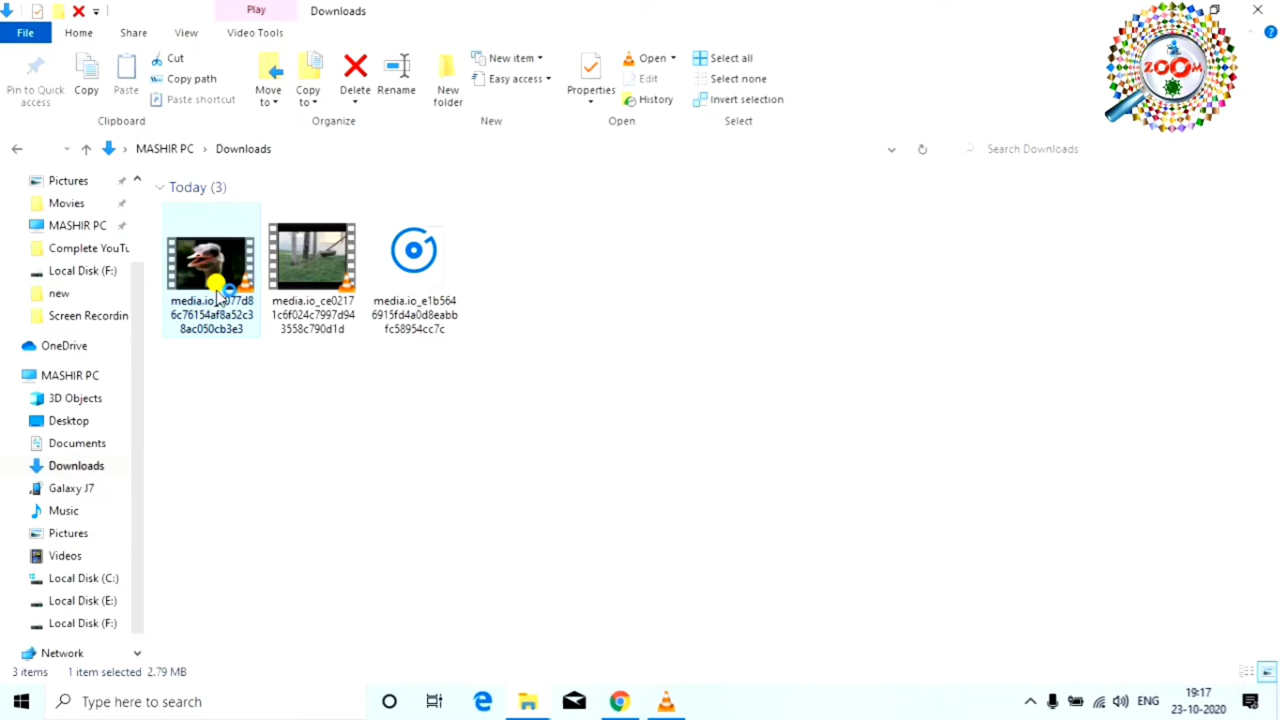 Play
Downloads
File
Home
Share
View
Video Tools
Pin to Quick
access
Copy
Paste
Cut
Copy path
Paste shortcut
Clipboard
Move
to
Copy
to
Delete
Rename
Organize
New
folder
New item
Easy access
New
Properties
Open
Edit
History
Open
Select all
Select none
Invert selection
Select
ZOOM
MASHIR PC > Downloads
Search Downloads
Pictures
Movies
MASHIR PC
Complete YouTu
Local Disk (F:)
new
Screen Recordin
OneDrive
MASHIR PC
3D Objects
Desktop
Documents
Downloads
Galaxy J7
Music
Pictures
Videos
Local Disk (C:)
Local Disk (E:)
Local Disk (F:)
Network
Today (3)
6c76154af8a52c3
8ac050cb3e3
media.io_ce0217
1c6f024c7997d94
3558c790d1d
media.io_e1b564
6915fd4a0d8eabb
fc58954cc7c
3 items
1 item selected 2.79 MB
Type here to search
ENG
19:17
23-10-2020